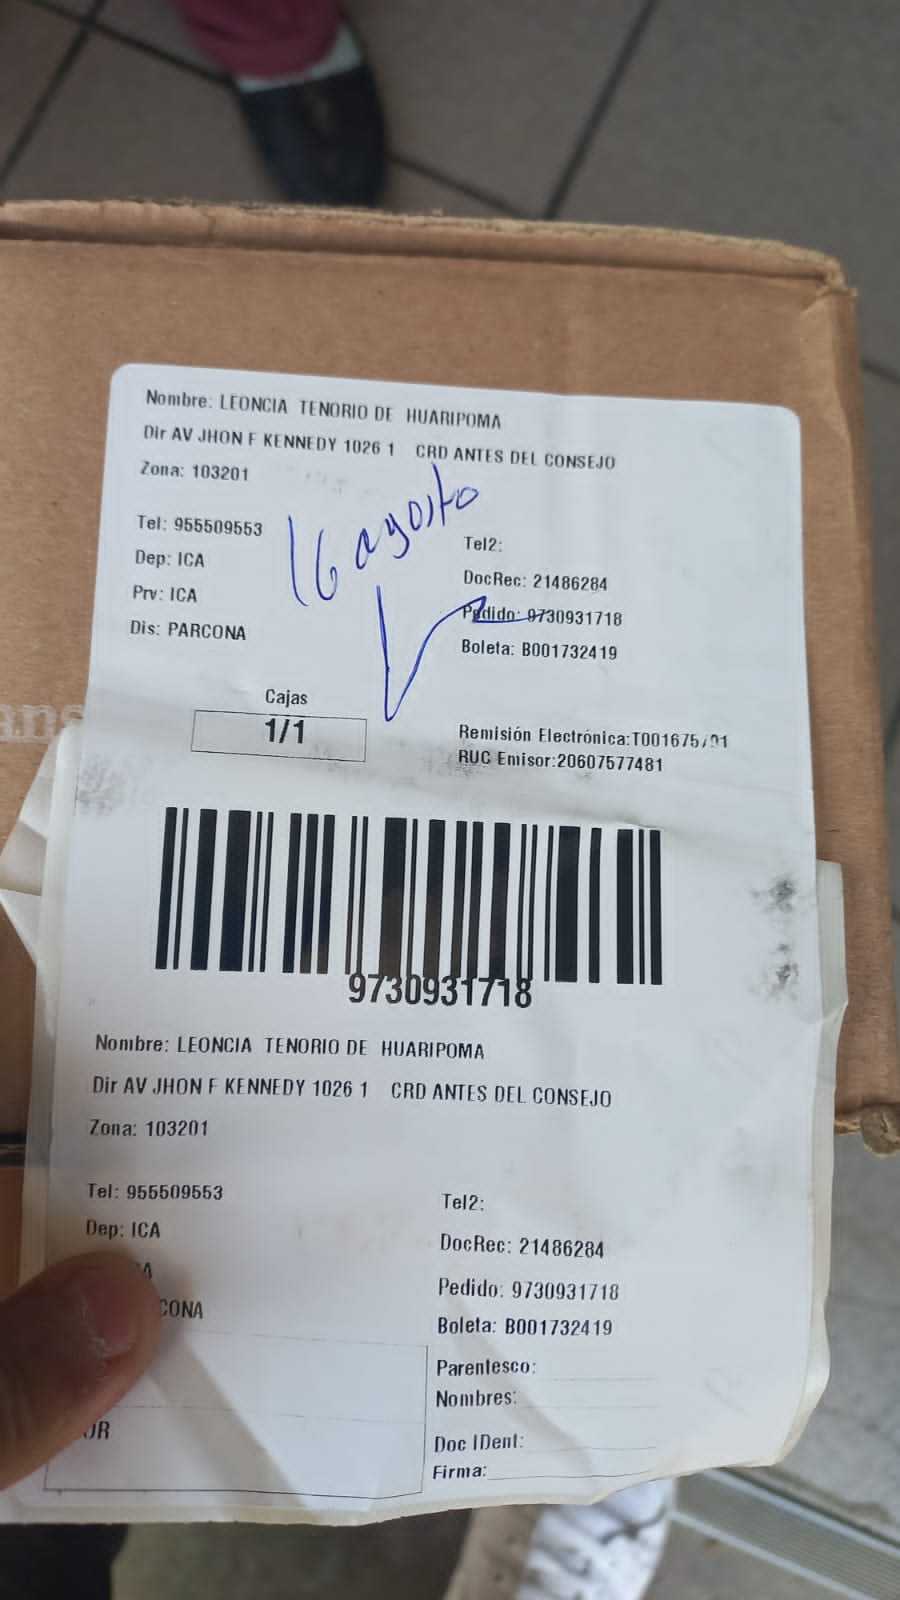 Nombre: LEONCIA TENORIO DE HUARIPOMA
Dir AV JHON F KENNEDY 1026 1 CRD ANTES DEL CONSEJO
Zona: 103201
16 agosto
Tel: 955509553
Tel2:
Dep: ICA
DocRec: 21486284
Prv: ICA
Pedido: 9730931718
Dis: PARCONA
Boleta: B001732419
Cajas
1/1
Remisión Electrónica:
RUC Emisor:20607577481
9730931718
Nombre: LEONCIA TENORIO DE HUARIPOMA
Dir AV JHON F KENNEDY 1026 1 CRD ANTES DEL CONSEJO
Zona: 103201
Tel: 955509553
Tel2:
Dep: ICA
DocRec: 21486284
Pedido: 9730931718
Boleta: B001732419
Parentesco:
Nombres:
Doc IDent:
Firma: